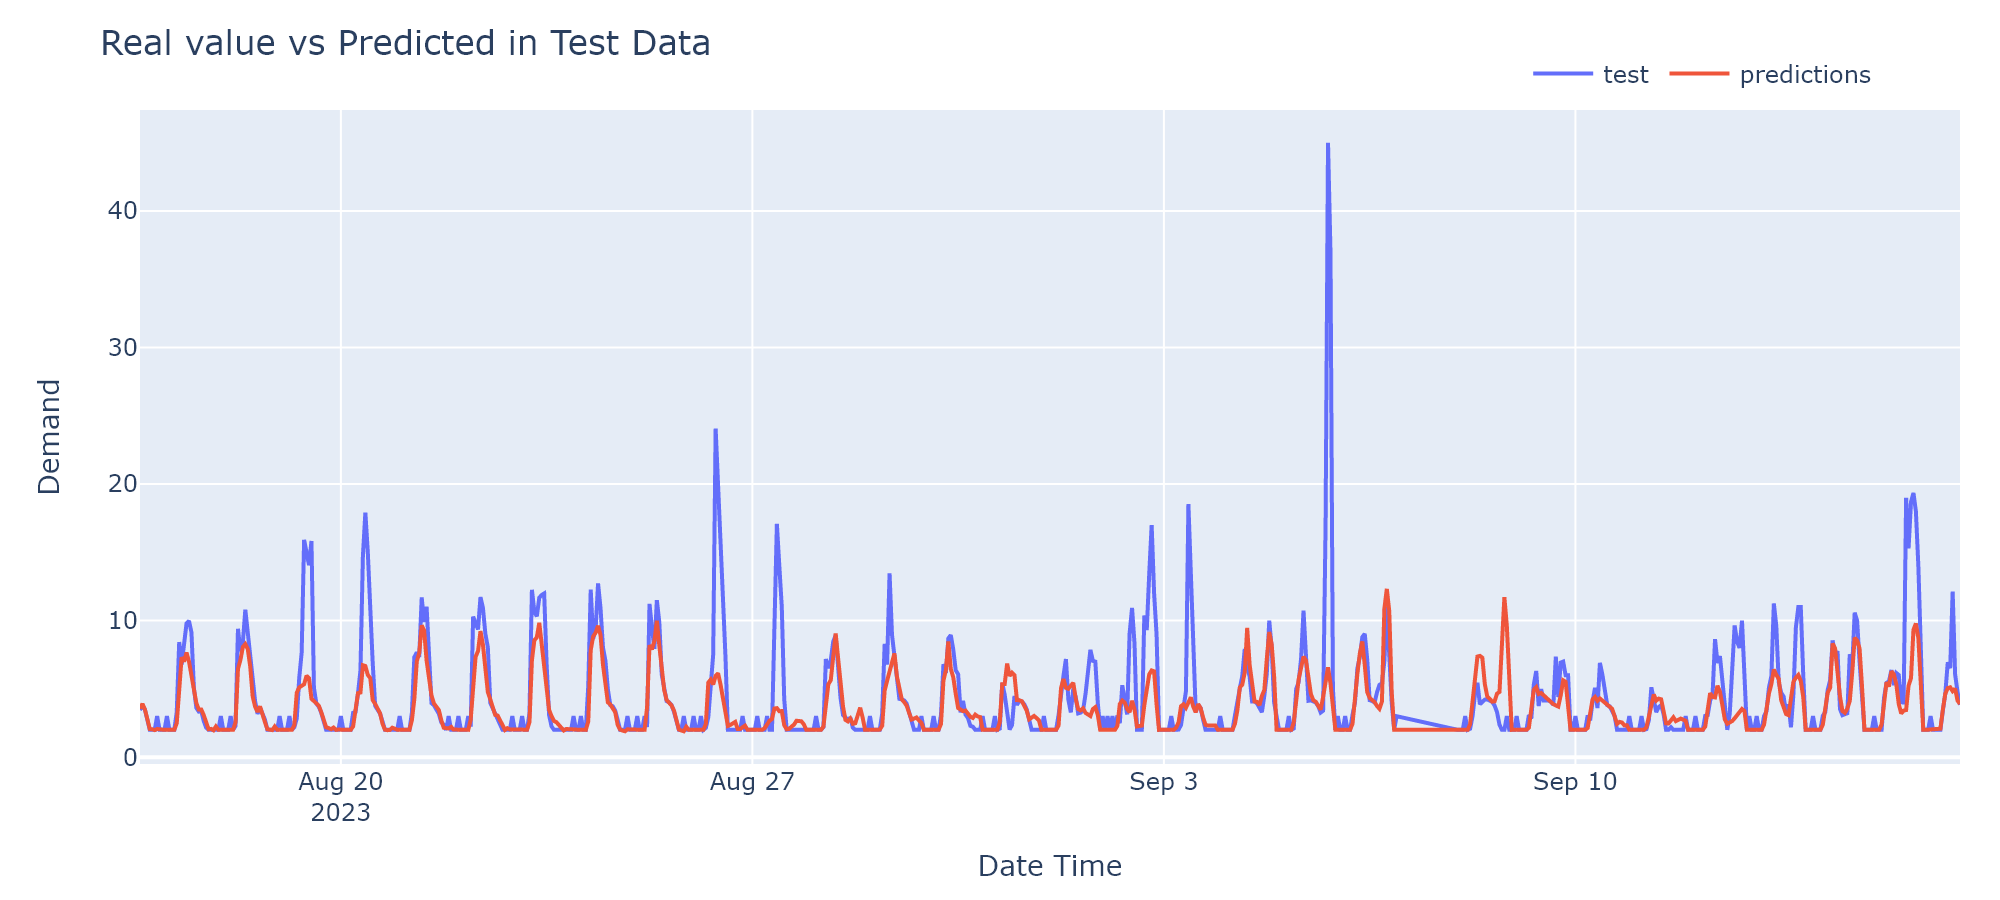 Real value vs Predicted in Test Data
test
predictions
40
30
20
10
0
Demand
Aug 20
2023
Aug 27
Sep 3
Sep 10
Date Time